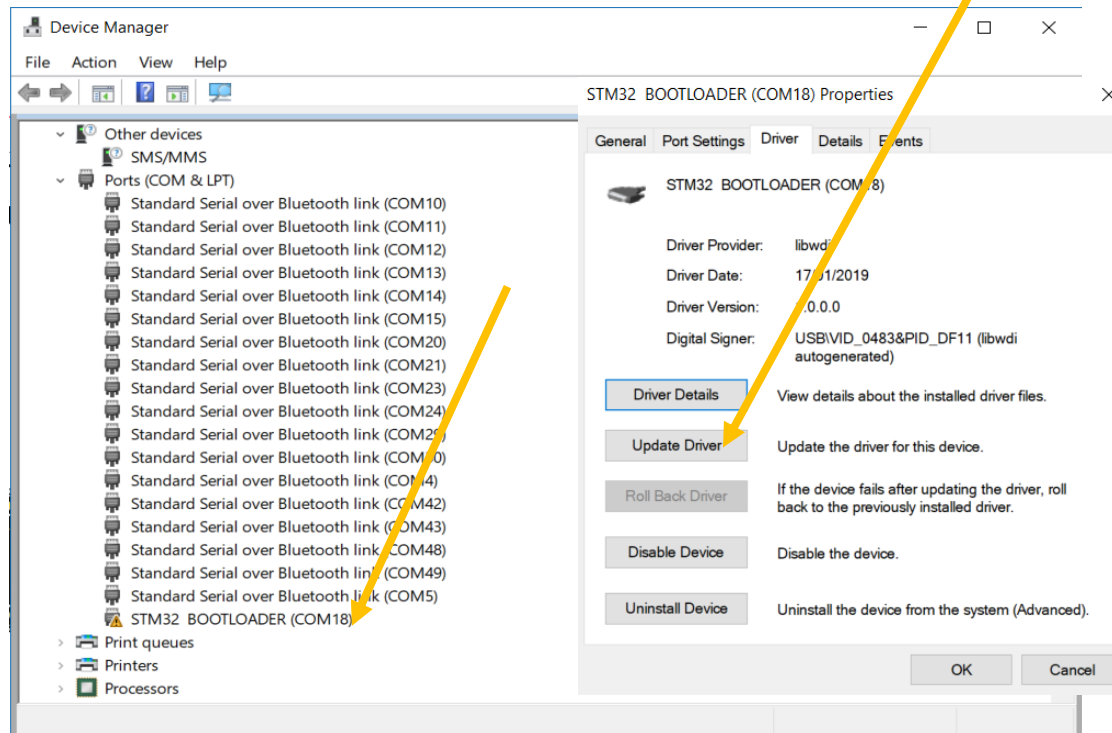 Device Manager
File Action View Help
Other devices
SMS/MMS
Ports (COM & LPT)
Standard Serial over Bluetooth link (COM10)
Standard Serial over Bluetooth link (COM11)
Standard Serial over Bluetooth link (COM12)
Standard Serial over Bluetooth link (COM13)
Standard Serial over Bluetooth link (COM14)
Standard Serial over Bluetooth link (COM15)
Standard Serial over Bluetooth link (COM20)
Standard Serial over Bluetooth link (COM21)
Standard Serial over Bluetooth link (COM23)
Standard Serial over Bluetooth link (COM24)
Standard Serial over Bluetooth link
Standard Serial over Bluetooth link
Standard Serial over Bluetooth link (COM4)
Standard Serial over Bluetooth link (COM42)
Standard Serial over Bluetooth link (COM43)
Standard Serial over Bluetooth link (COM48)
Standard Serial over Bluetooth link (COM49)
Standard Serial over Bluetooth link (COM5)
STM32 BOOTLOADER (COM18)
Print queues
Printers
Processors
STM32 BOOTLOADER (COM18) Properties
General Port Settings Driver Details Events
STM32 BOOTLOADER (COM18)
Driver Provider: libwdi
Driver Date: 17/01/2019
Driver Version:
Digital Signer: USB\VID_0483&PID_DF11 (libwdi
autogenerated)
Driver Details View details about the installed driver files.
Update Driver Update the driver for this device.
Roll Back Driver If the device fails after updating the driver, roll
back to the previously installed driver.
Disable Device Disable the device.
Uninstall Device Uninstall the device from the system (Advanced).
OK Cancel